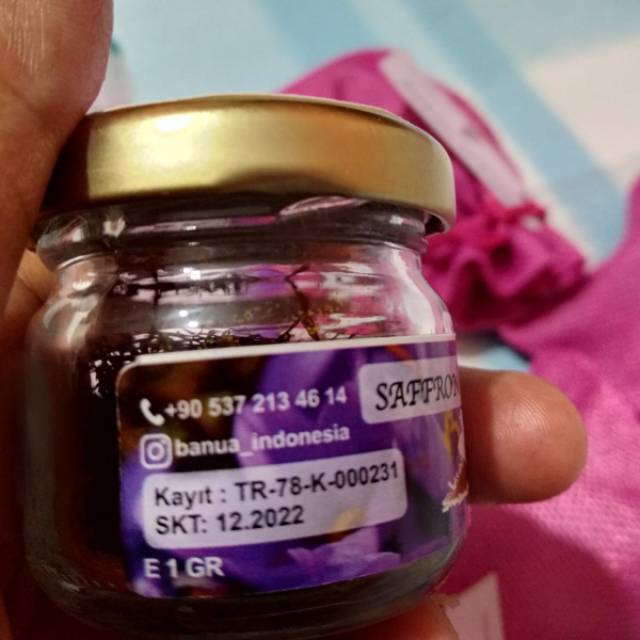 +90 537 213 46 14
SAFFRON
banua_indonesia
Kayıt : TR-78-K-000231
SKT: 12.2022
E 1 GR